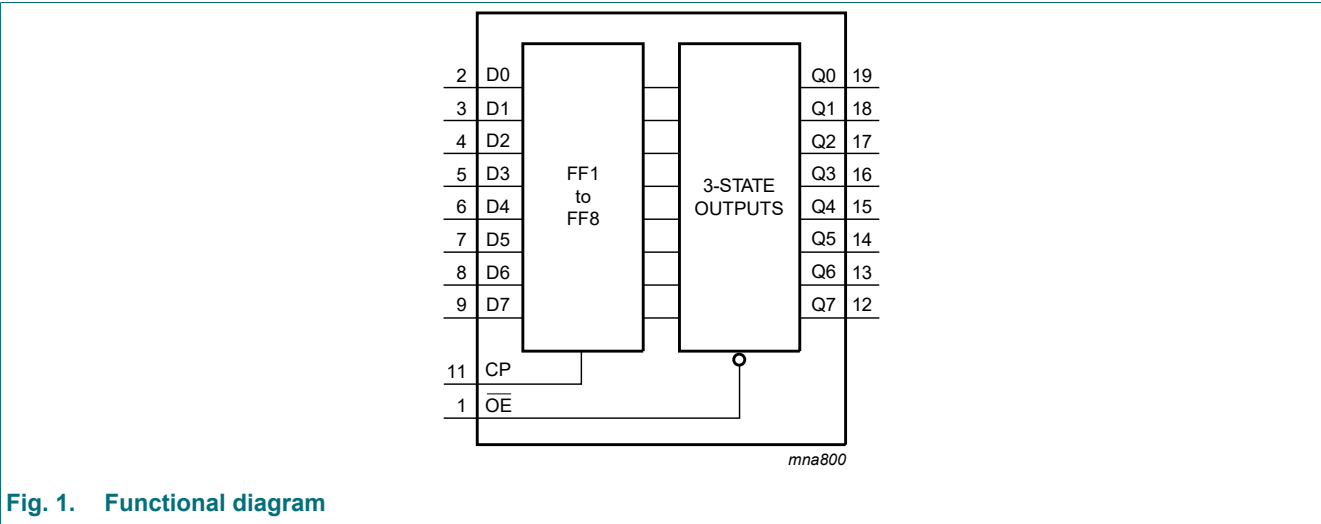 2 D0 Q0 19
3 D1 Q1 18
4 D2 Q2 17
5 D3 Q3 16
6 D4 Q4 15
7 D5 Q5 14
8 D6 Q6 13
9 D7 Q7 12
FF1
to
FF8
3-STATE
OUTPUTS
11 CP
1 O̅E̅
mna800
Fig. 1. Functional diagram